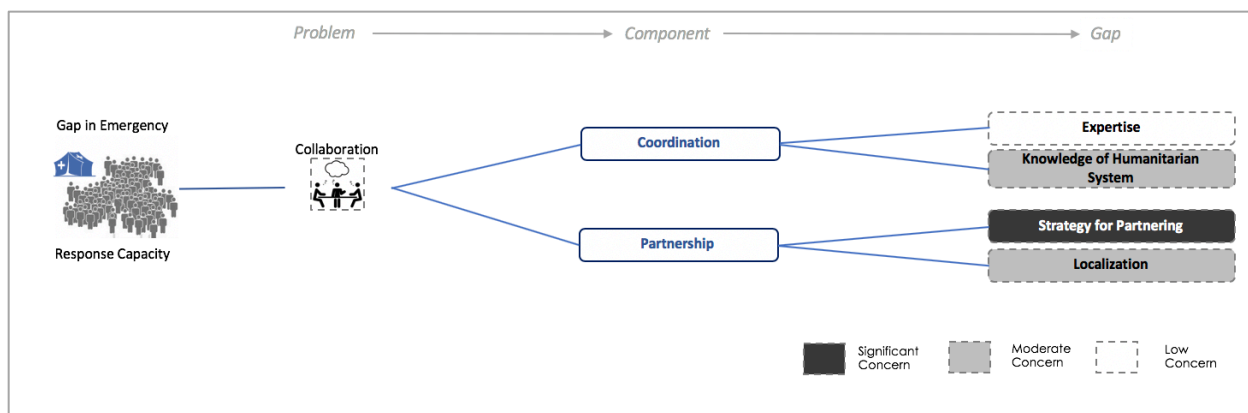 Problem
Component
Gap
Gap in Emergency
Response Capacity
Collaboration
Coordination
Partnership
Expertise
Knowledge of Humanitarian
System
Strategy for Partnering
Localization
Significant
Concern
Moderate
Concern
Low
Concern